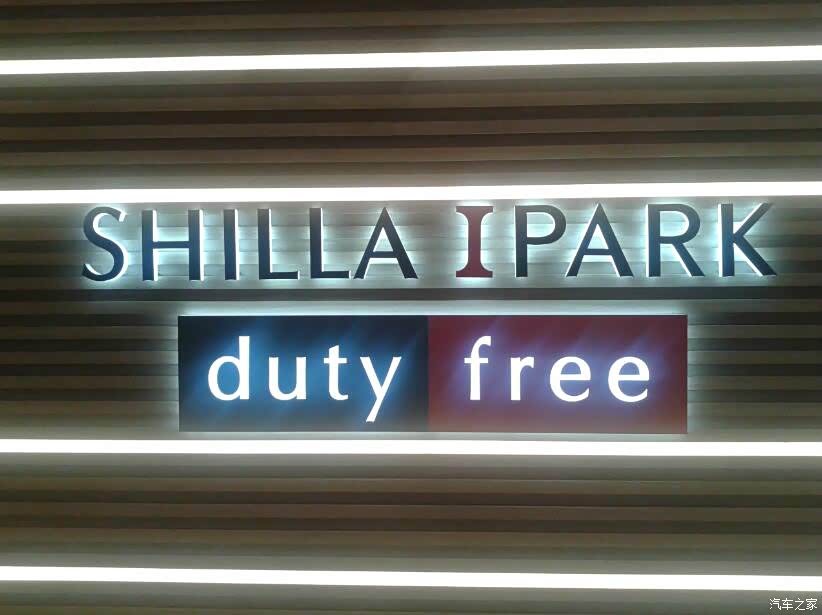 SHILLA IPARK
duty free
汽车之家